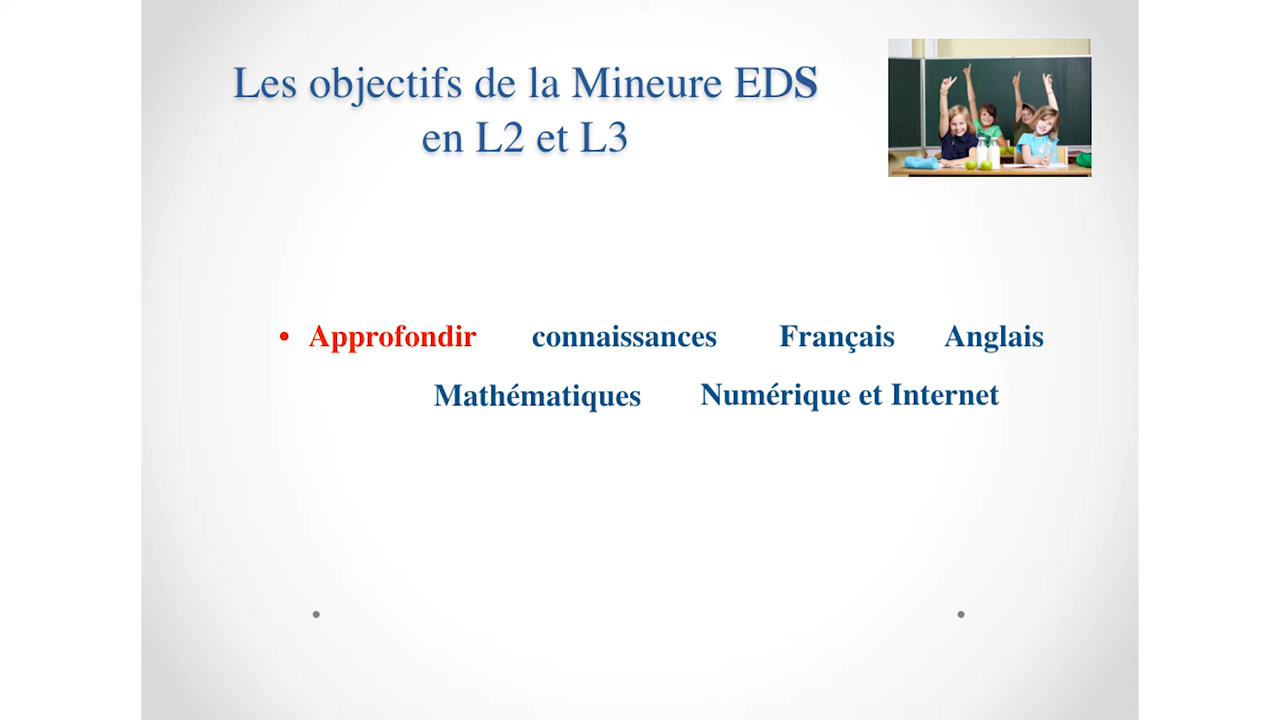 Les objectifs de la Mineure EDS
en L2 et L3
• Approfondir connaissances Français Anglais
Mathématiques Numérique et Internet